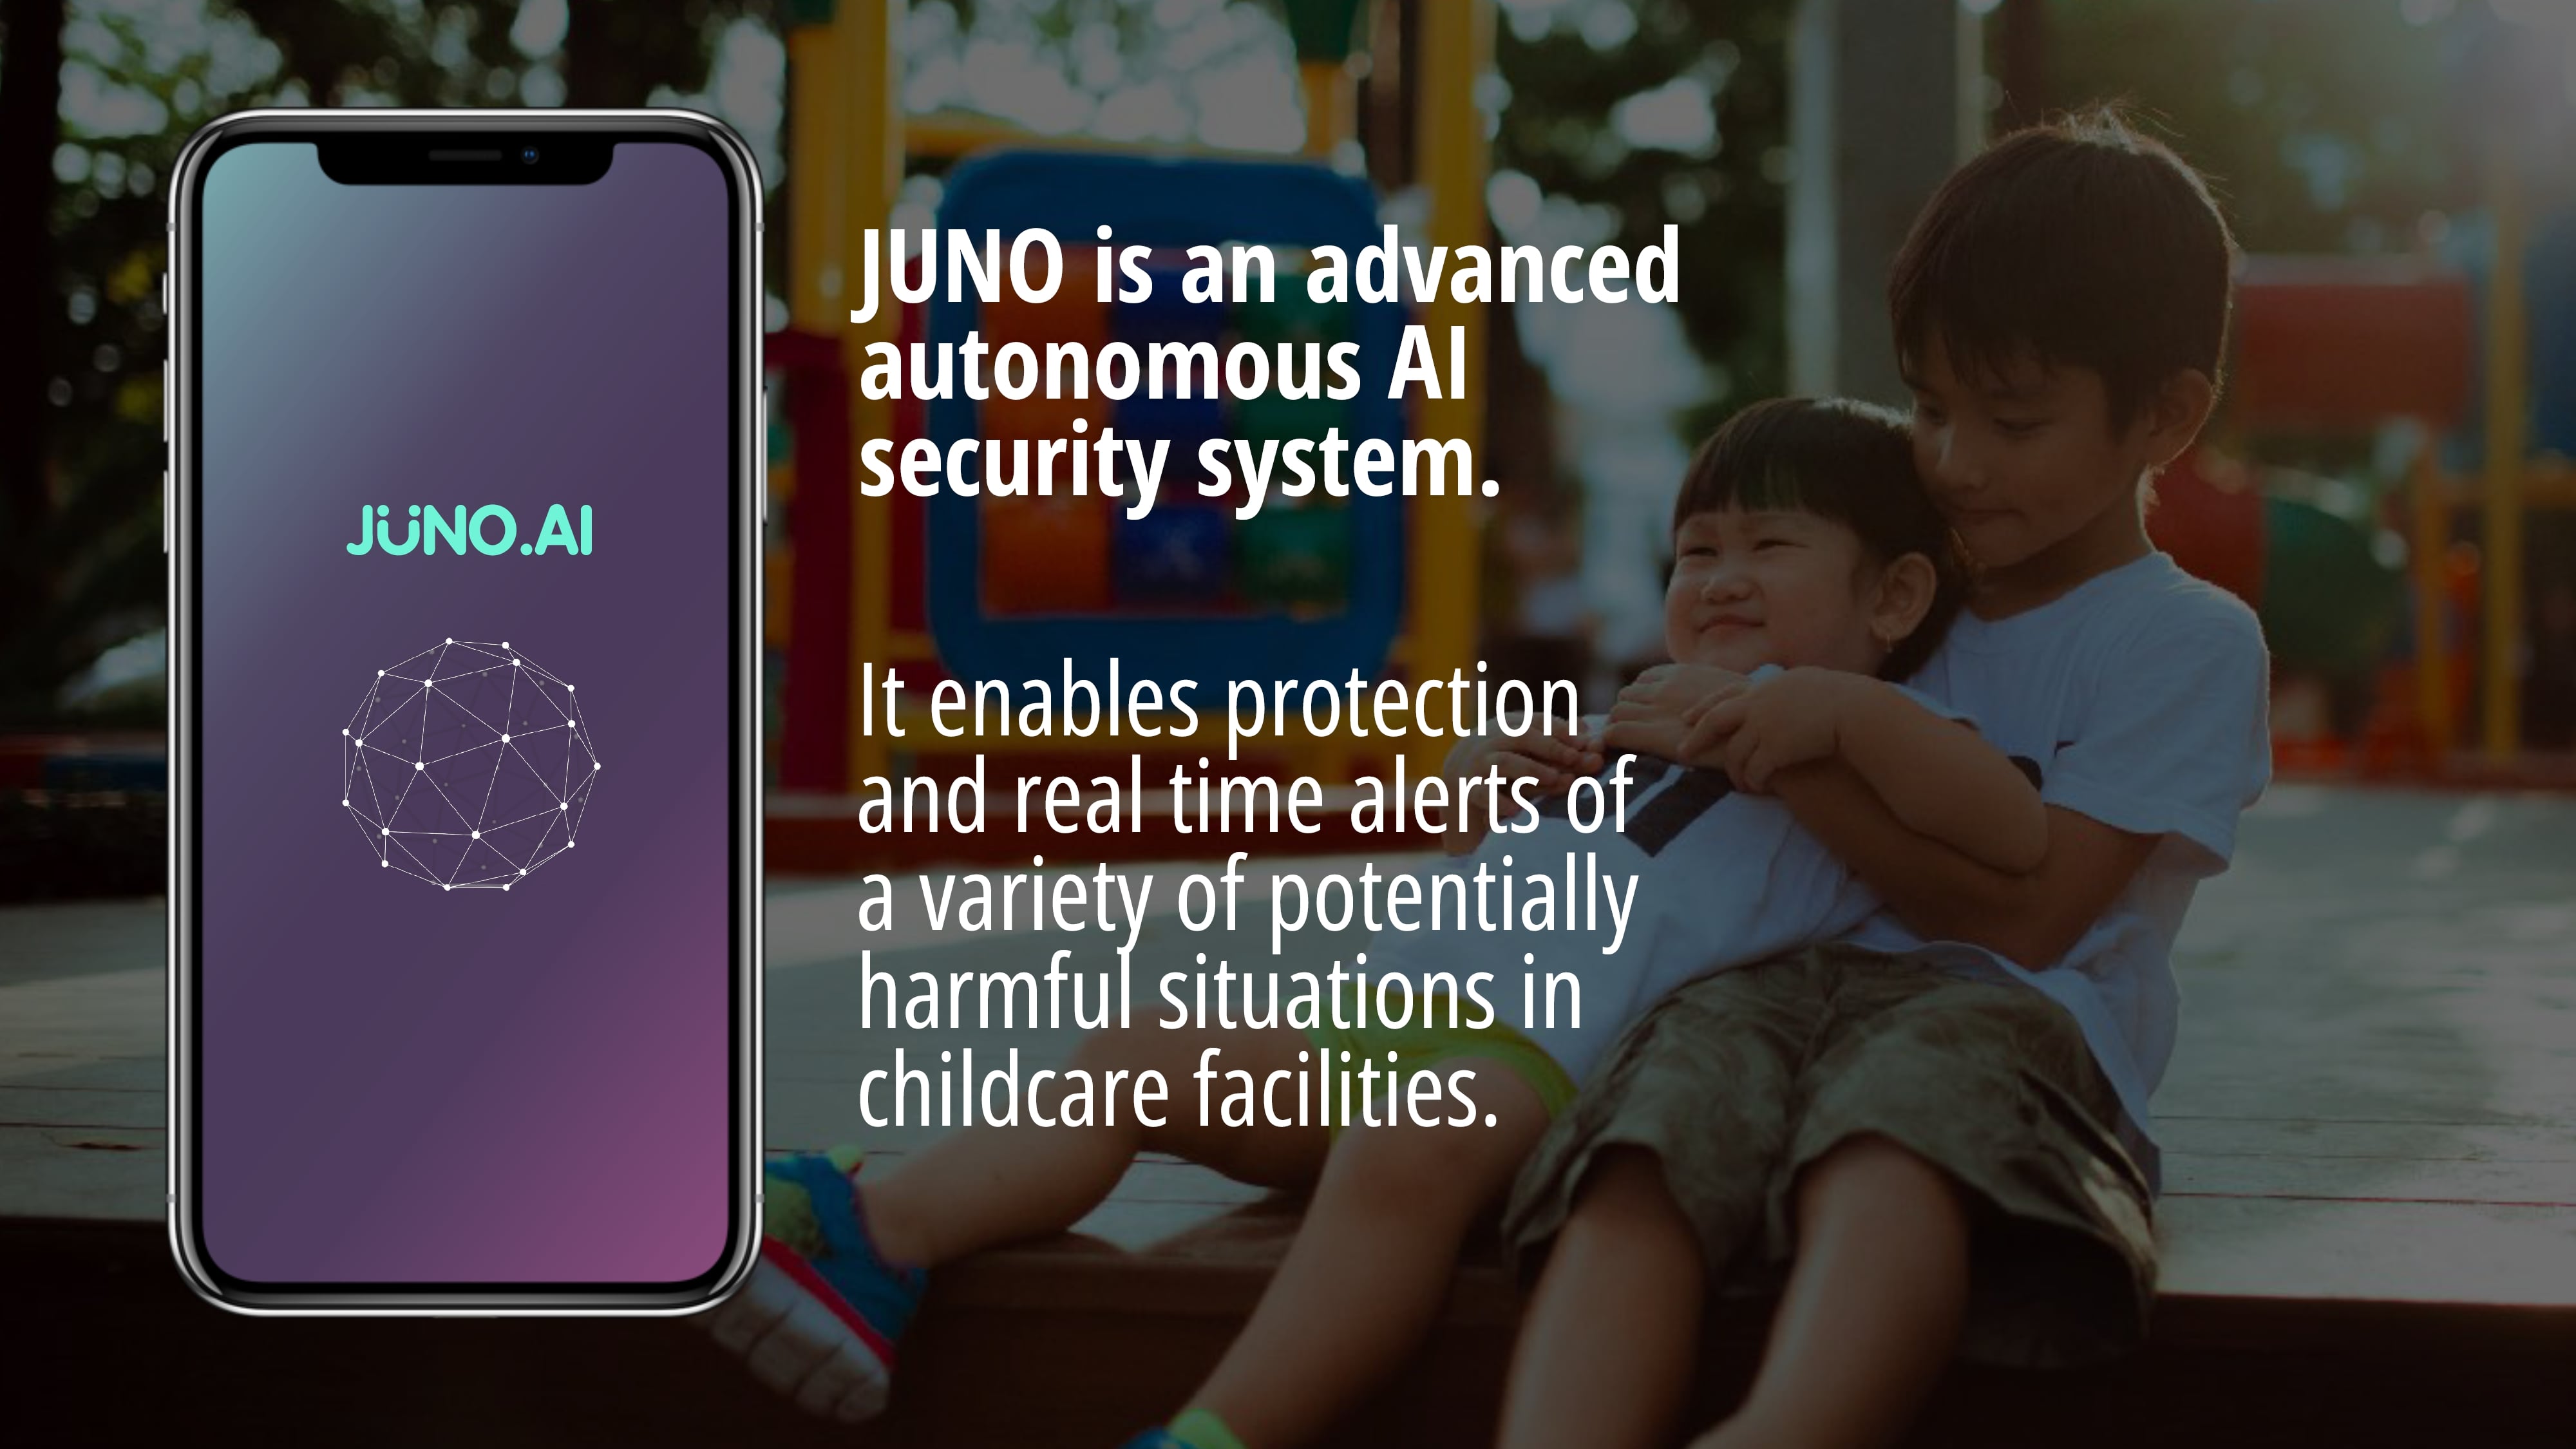 JÜNO.AI
JUNO is an advanced
autonomous AI
security system.
It enables protection
and real time alerts of
a variety of potentially
harmful situations in
childcare facilities.